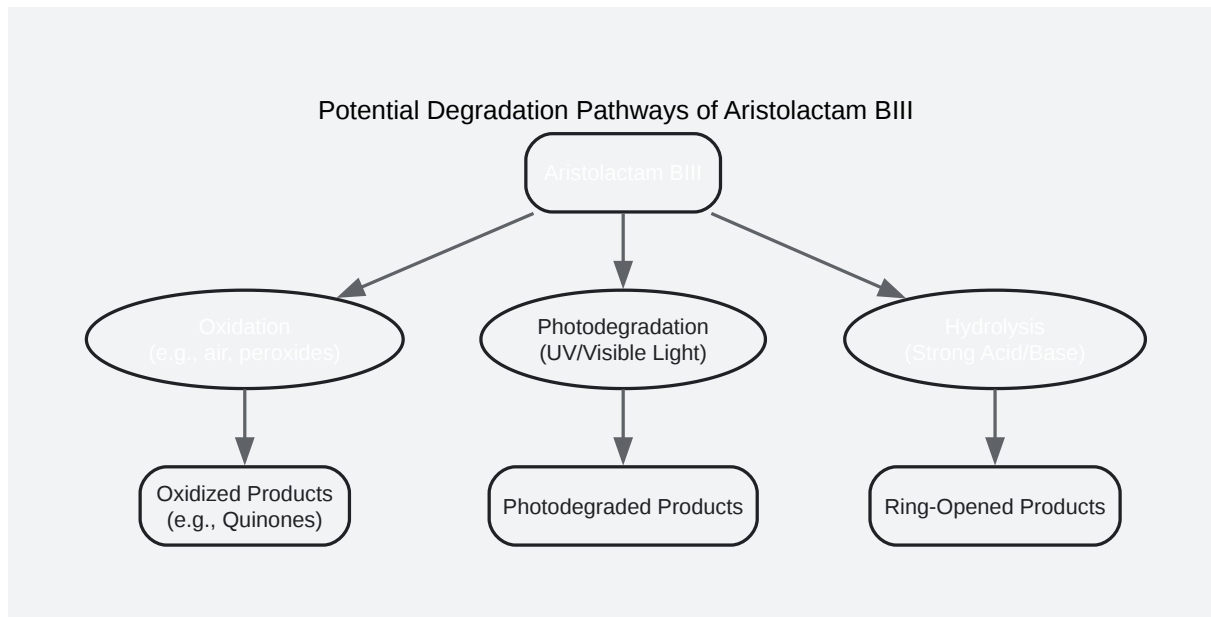 Potential Degradation Pathways of Aristolactam BIII
Aristolactam BIII
Oxidation
(e.g., air, peroxides)
Photodegradation
(UV/Visible Light)
Hydrolysis
(Strong Acid/Base)
Oxidized Products
(e.g., Quinones)
Photodegraded Products
Ring-Opened Products